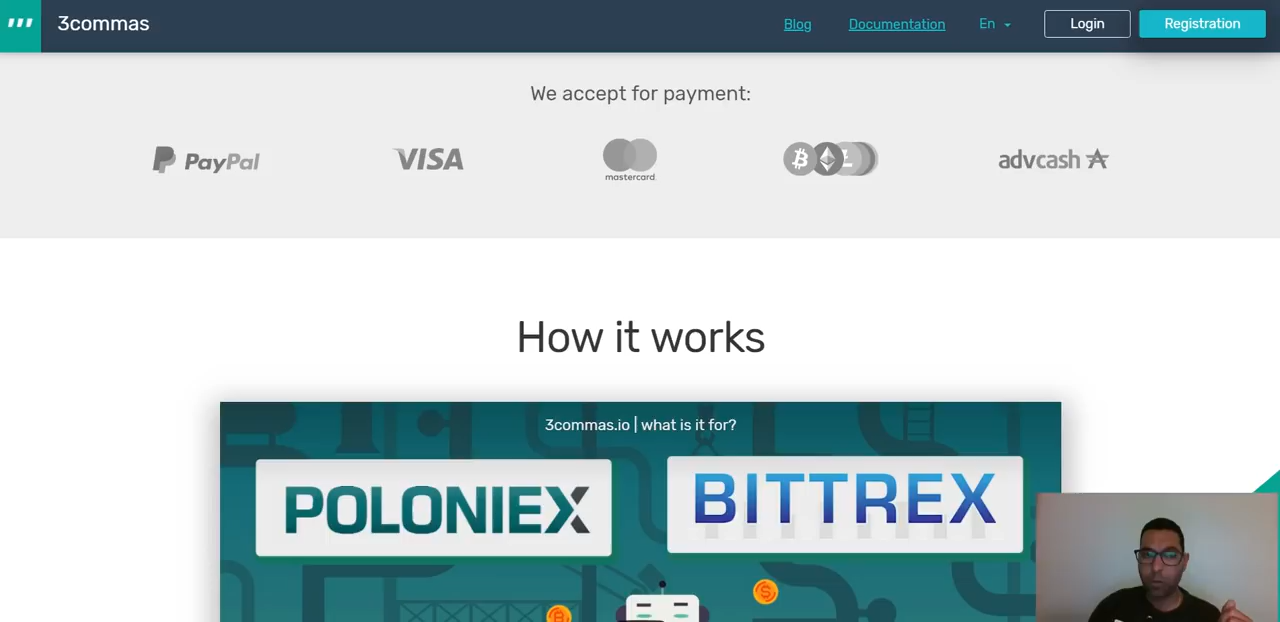 3commas
Blog
Documentation
En
Login
Registration
We accept for payment:
PayPal
VISA
mastercard
advcash
How it works
3commas.io | what is it for?
POLONIEX
BITTREX